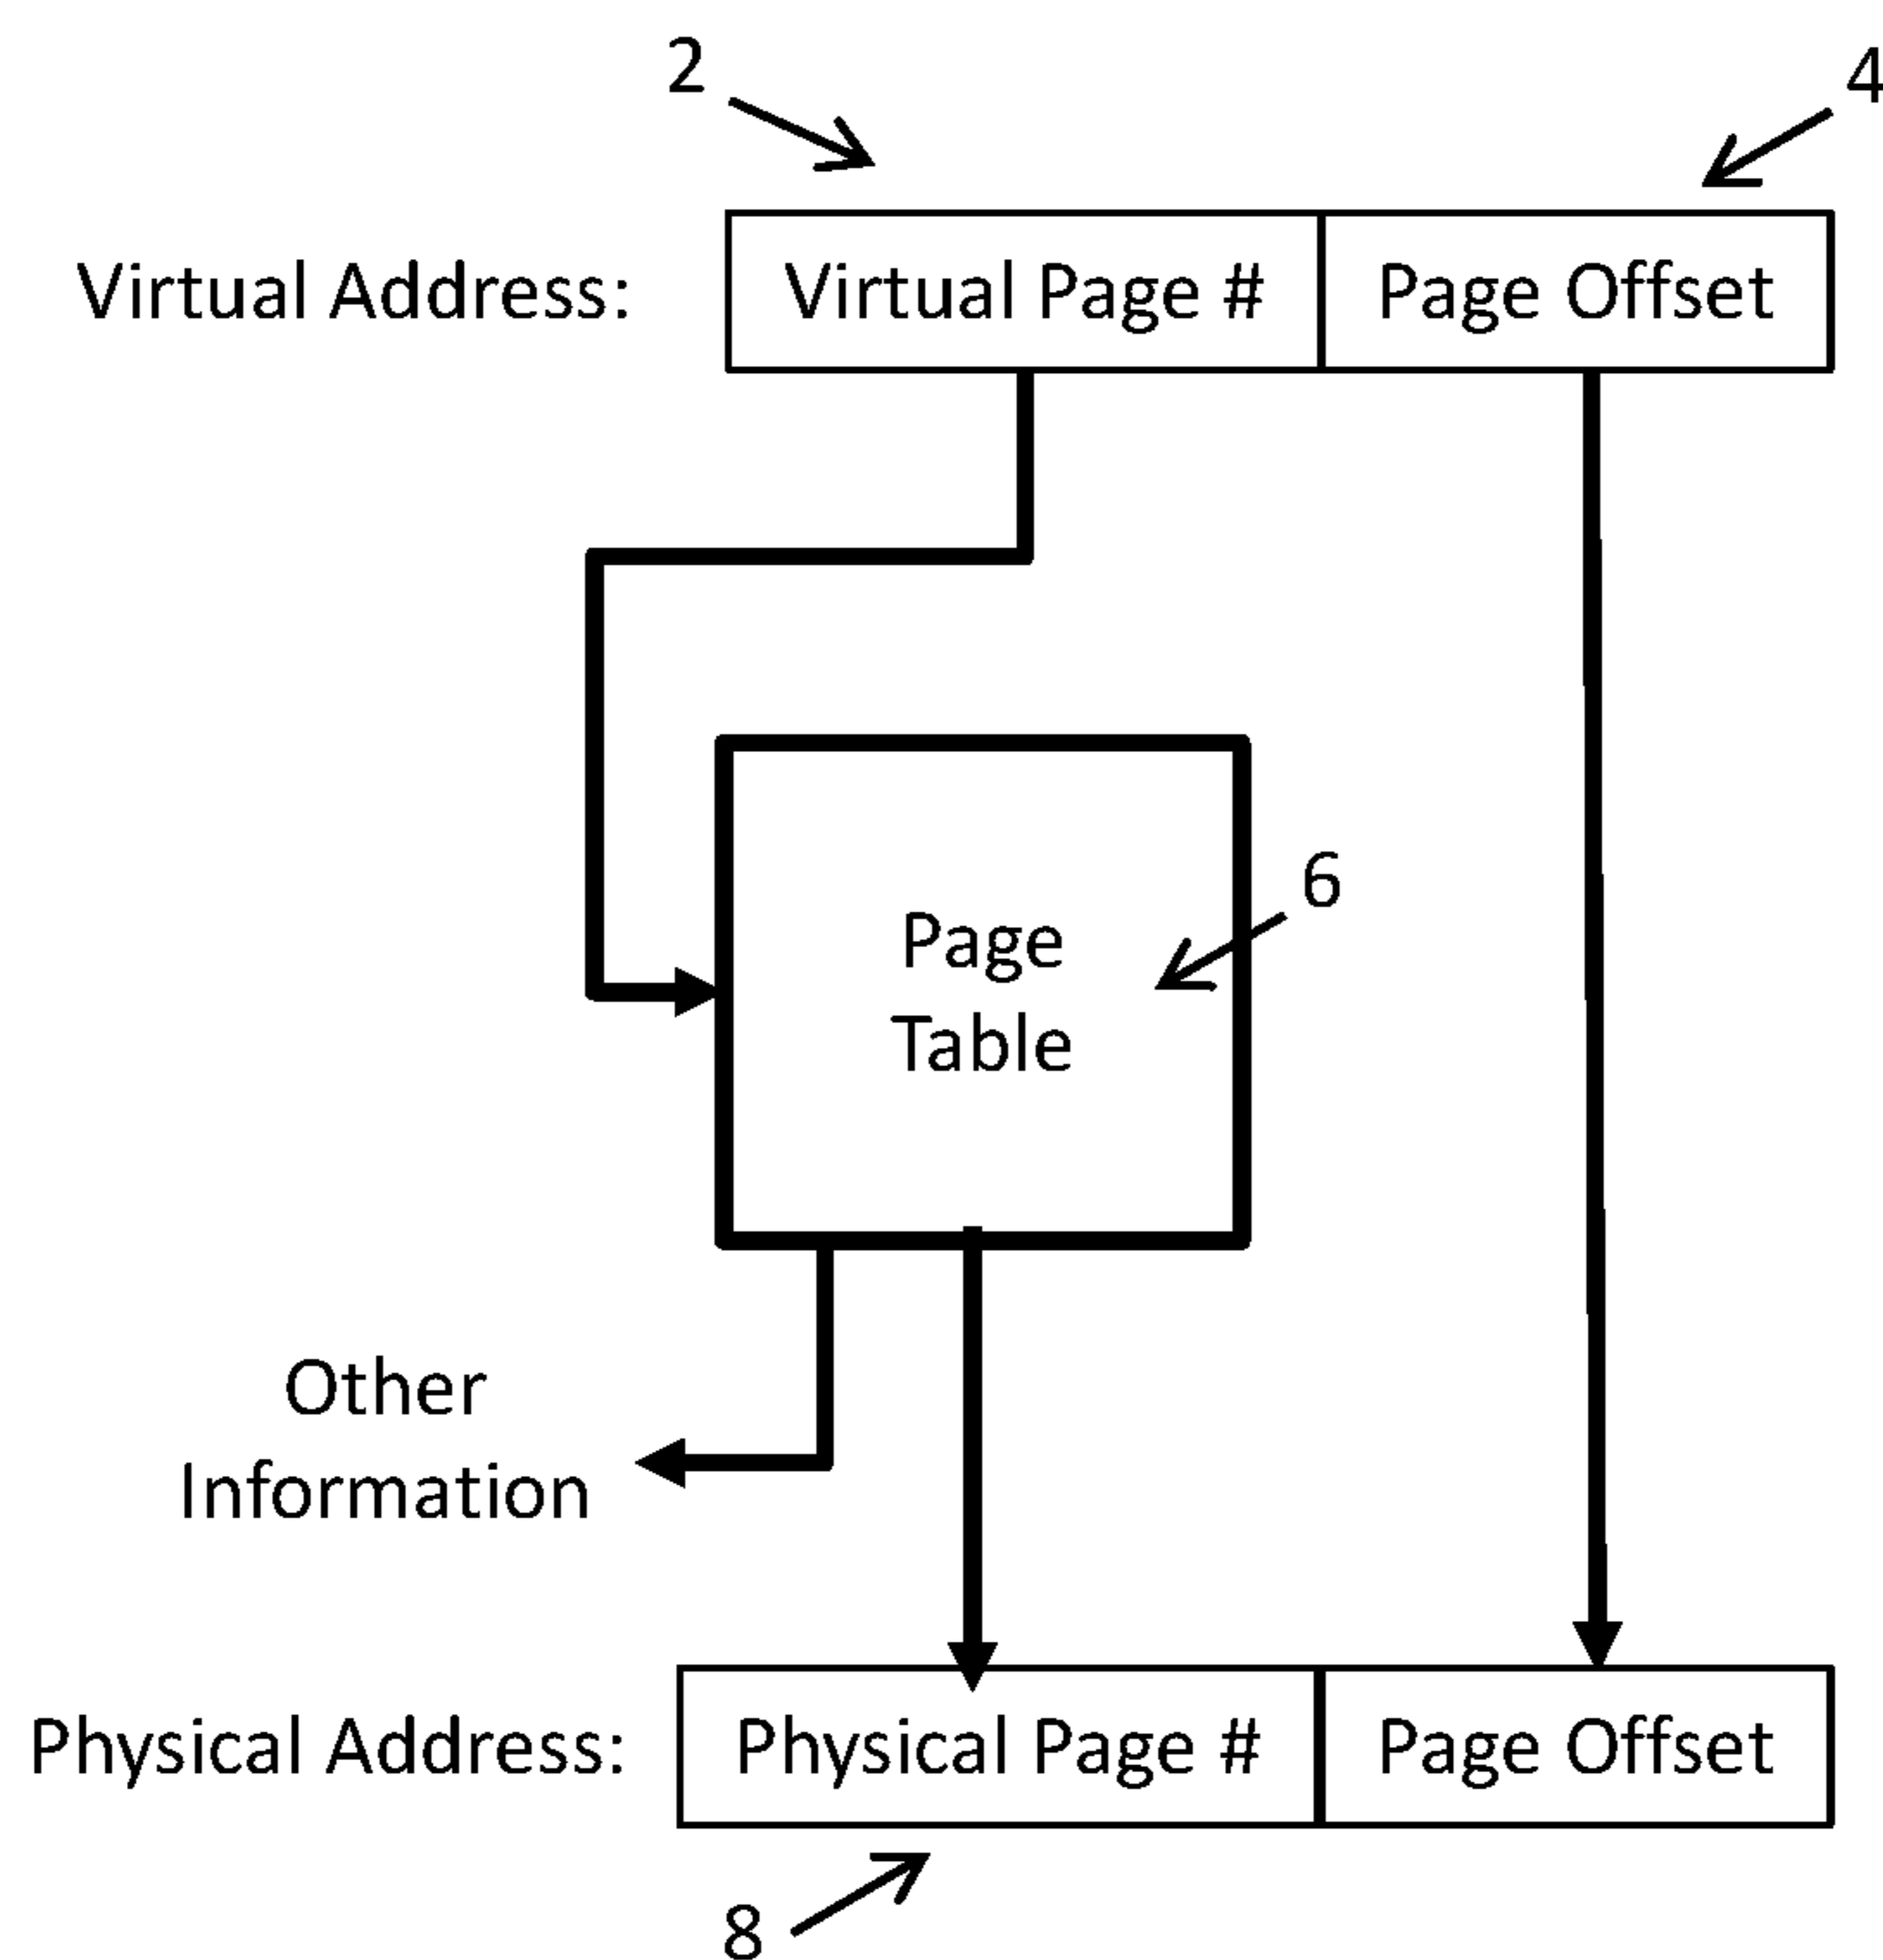 2
4
Virtual Address: Virtual Page # Page Offset
6
Page
Table
Other
Information
Physical Address: Physical Page # Page Offset
8